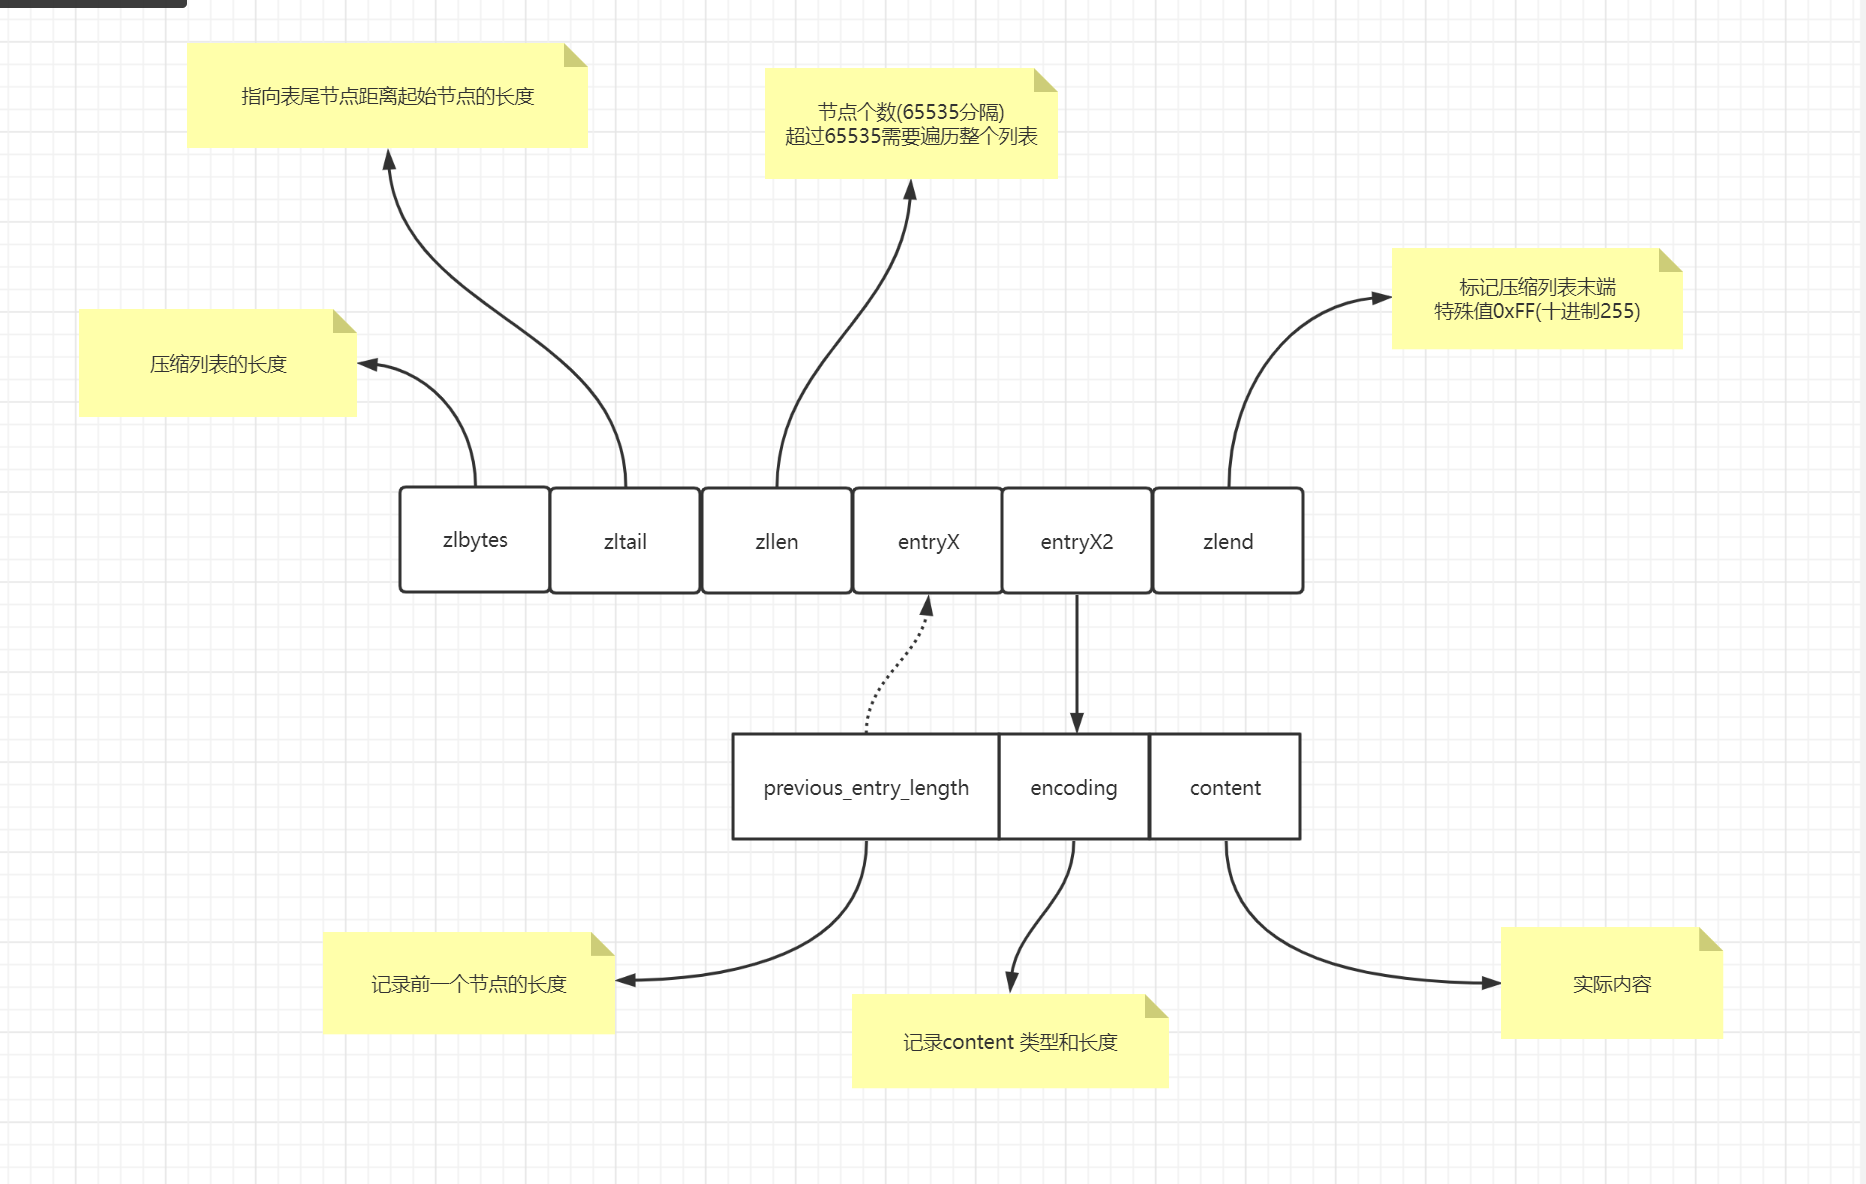 指向表尾节点距离起始节点的长度
节点个数(65535分隔)
超过65535需要遍历整个列表
标记压缩列表末端
特殊值0xFF(十进制255)
压缩列表的长度
zlbytes
zltail
zllen
entryX
entryX2
zlend
previous_entry_length
encoding
content
记录前一个节点的长度
记录content 类型和长度
实际内容